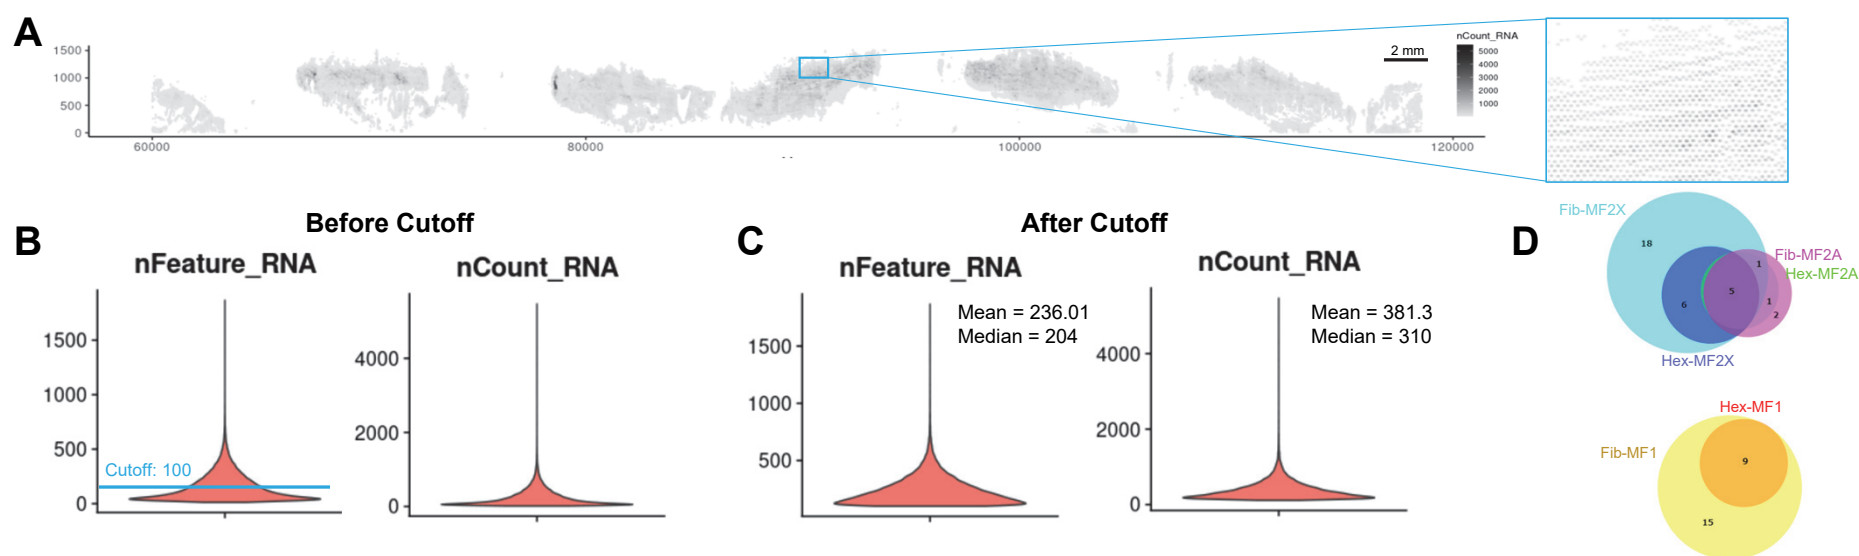 A
1500
1000
500
0
60000
80000
100000
120000
2 mm
nCount_RNA
5000
4000
3000
2000
1000
B
Before Cutoff
nFeature_RNA
1500
1000
500
0
Cutoff: 100
nCount_RNA
4000
2000
0
C
After Cutoff
nFeature_RNA
1500
1000
500
Mean = 236.01
Median = 204
nCount_RNA
4000
2000
0
Mean = 381.3
Median = 310
D
Fib-MF2X
18
Fib-MF2A
Hex-MF2A
1
5
1
6
2
Hex-MF2X
Hex-MF1
Fib-MF1
9
15